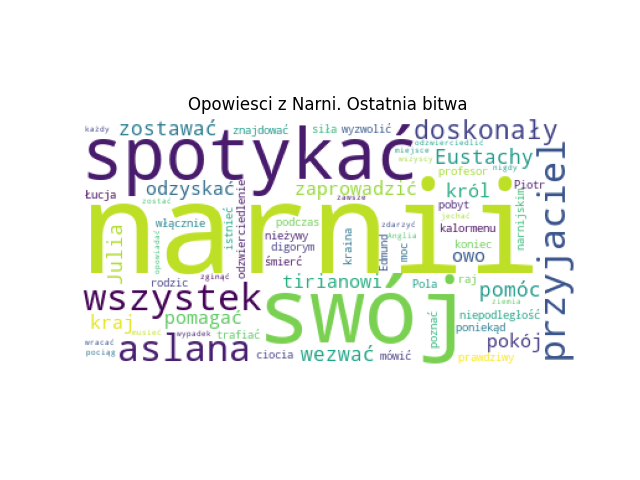 Opowiesci z Narni. Ostatnia bitwa
każdy
zostawać
znajdować
siła
wyzwolić
doskonały
spotykać
odzwierciedlić
miejsce
wszyscy
Eustachy
nigdy
profesor
Łucja
odzyskać
odzwierciedlenie
zaprowadzić
zawsze
król
Piotr
zostać
narnii
pobyt
jechać
narnijskim
przyjaciel
włącznie
istnieć
podczas
zdarzyć
kalormenu
Julia
opowiadać
nieżywy
kraina
Edmund
Anglia
moc
koniec
digorym
owo
śmierć
zginąć
rodzic
tirianowi
Pola
raj
pomóc
wszystek
swój
ziemia
kraj
pomagać
poznać
niepodległość
poniekąd
musieć
wypadek
trafiać
wracać
aslana
pokój
pociąg
ciocia
wezwać
mówić
prawdziwy